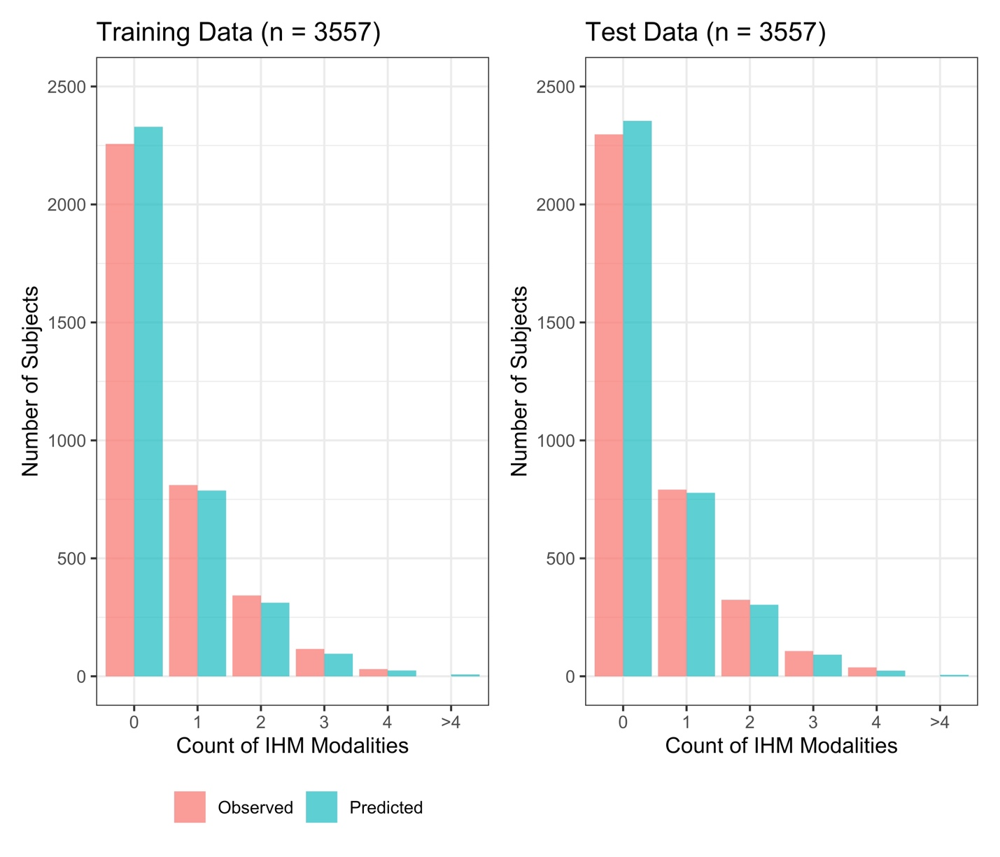 Training Data (n = 3557)
2500
2000
1500
1000
500
0
Number of Subjects
0 1 2 3 4 >4
Count of IHM Modalities
Test Data (n = 3557)
2500
2000
1500
1000
500
0
Number of Subjects
0 1 2 3 4 >4
Count of IHM Modalities
Observed Predicted